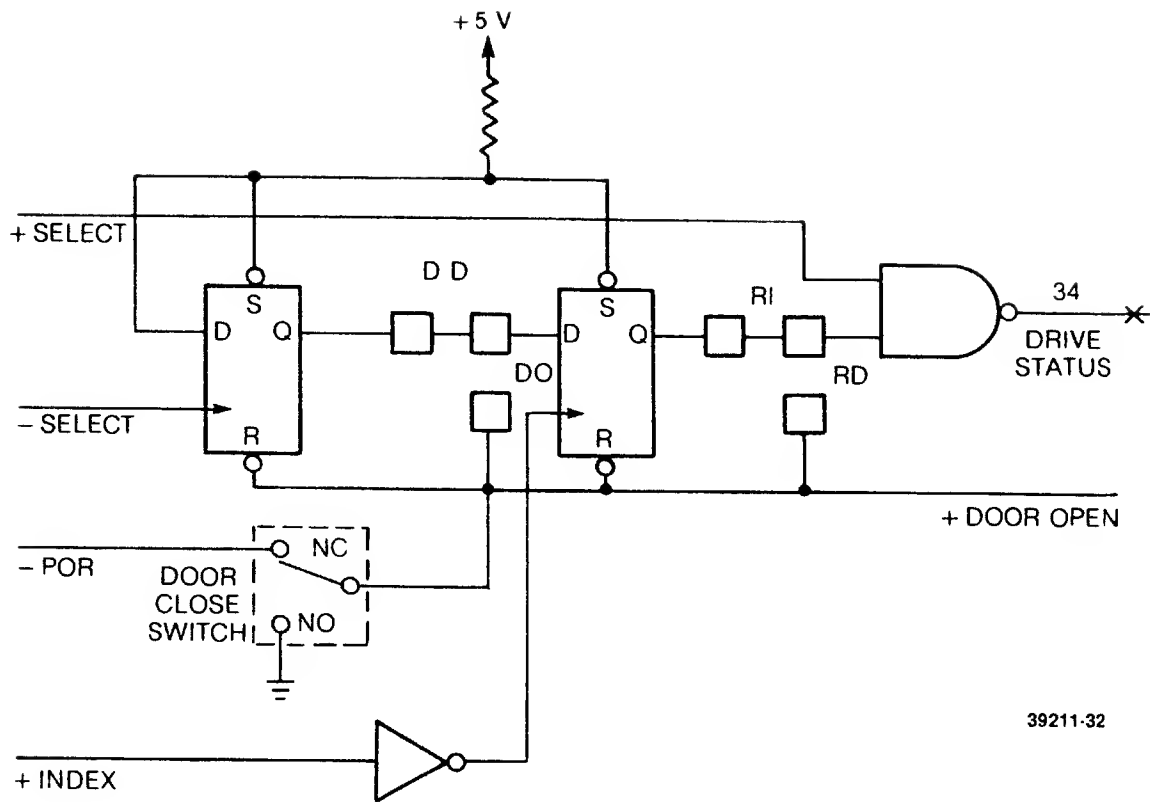 + 5 V
+ SELECT
D D
S
D
Q
– SELECT
R
S
D
Q
DO
R
RI
RD
34
DRIVE
STATUS
+ DOOR OPEN
– POR
DOOR
CLOSE
SWITCH
NC
NO
+ INDEX
39211-32